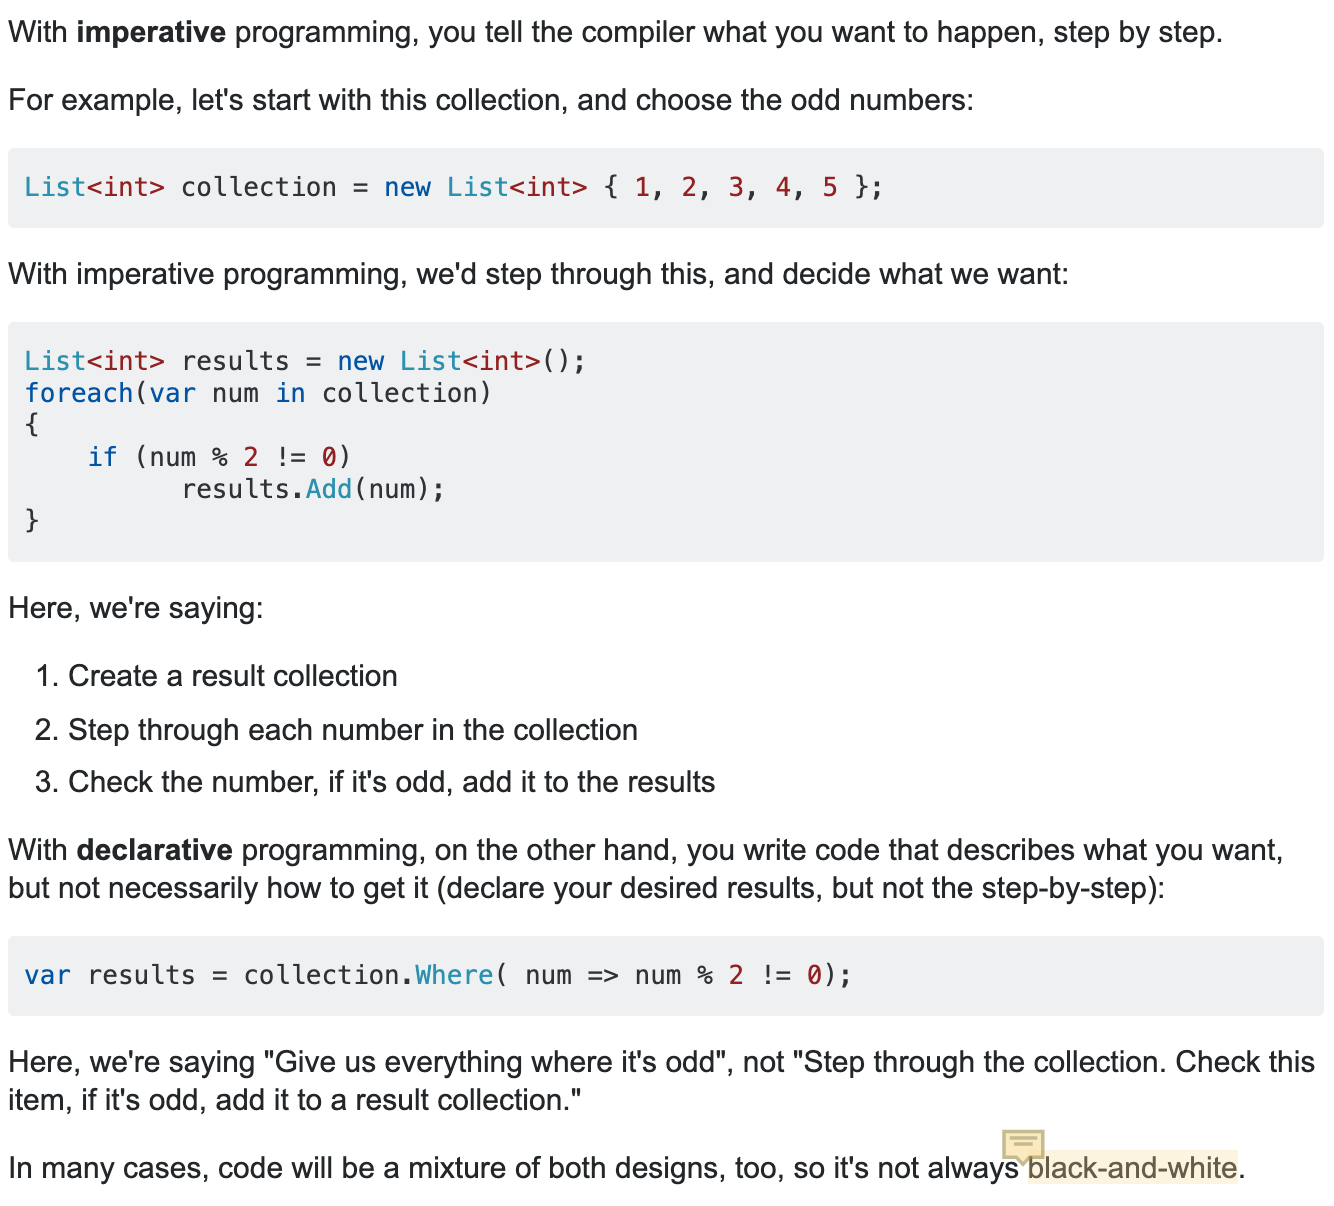 With imperative programming, you tell the compiler what you want to happen, step by step.
For example, let's start with this collection, and choose the odd numbers:
List<int> collection = new List<int> { 1, 2, 3, 4, 5 };
With imperative programming, we'd step through this, and decide what we want:
List<int> results = new List<int>();
foreach(var num in collection)
{
    if (num % 2 != 0)
          results.Add(num);
}
Here, we're saying:
1. Create a result collection
2. Step through each number in the collection
3. Check the number, if it's odd, add it to the results
With declarative programming, on the other hand, you write code that describes what you want,
but not necessarily how to get it (declare your desired results, but not the step-by-step):
var results = collection.Where( num => num % 2 != 0);
Here, we're saying "Give us everything where it's odd", not "Step through the collection. Check this
item, if it's odd, add it to a result collection."
In many cases, code will be a mixture of both designs, too, so it's not always black-and-white.